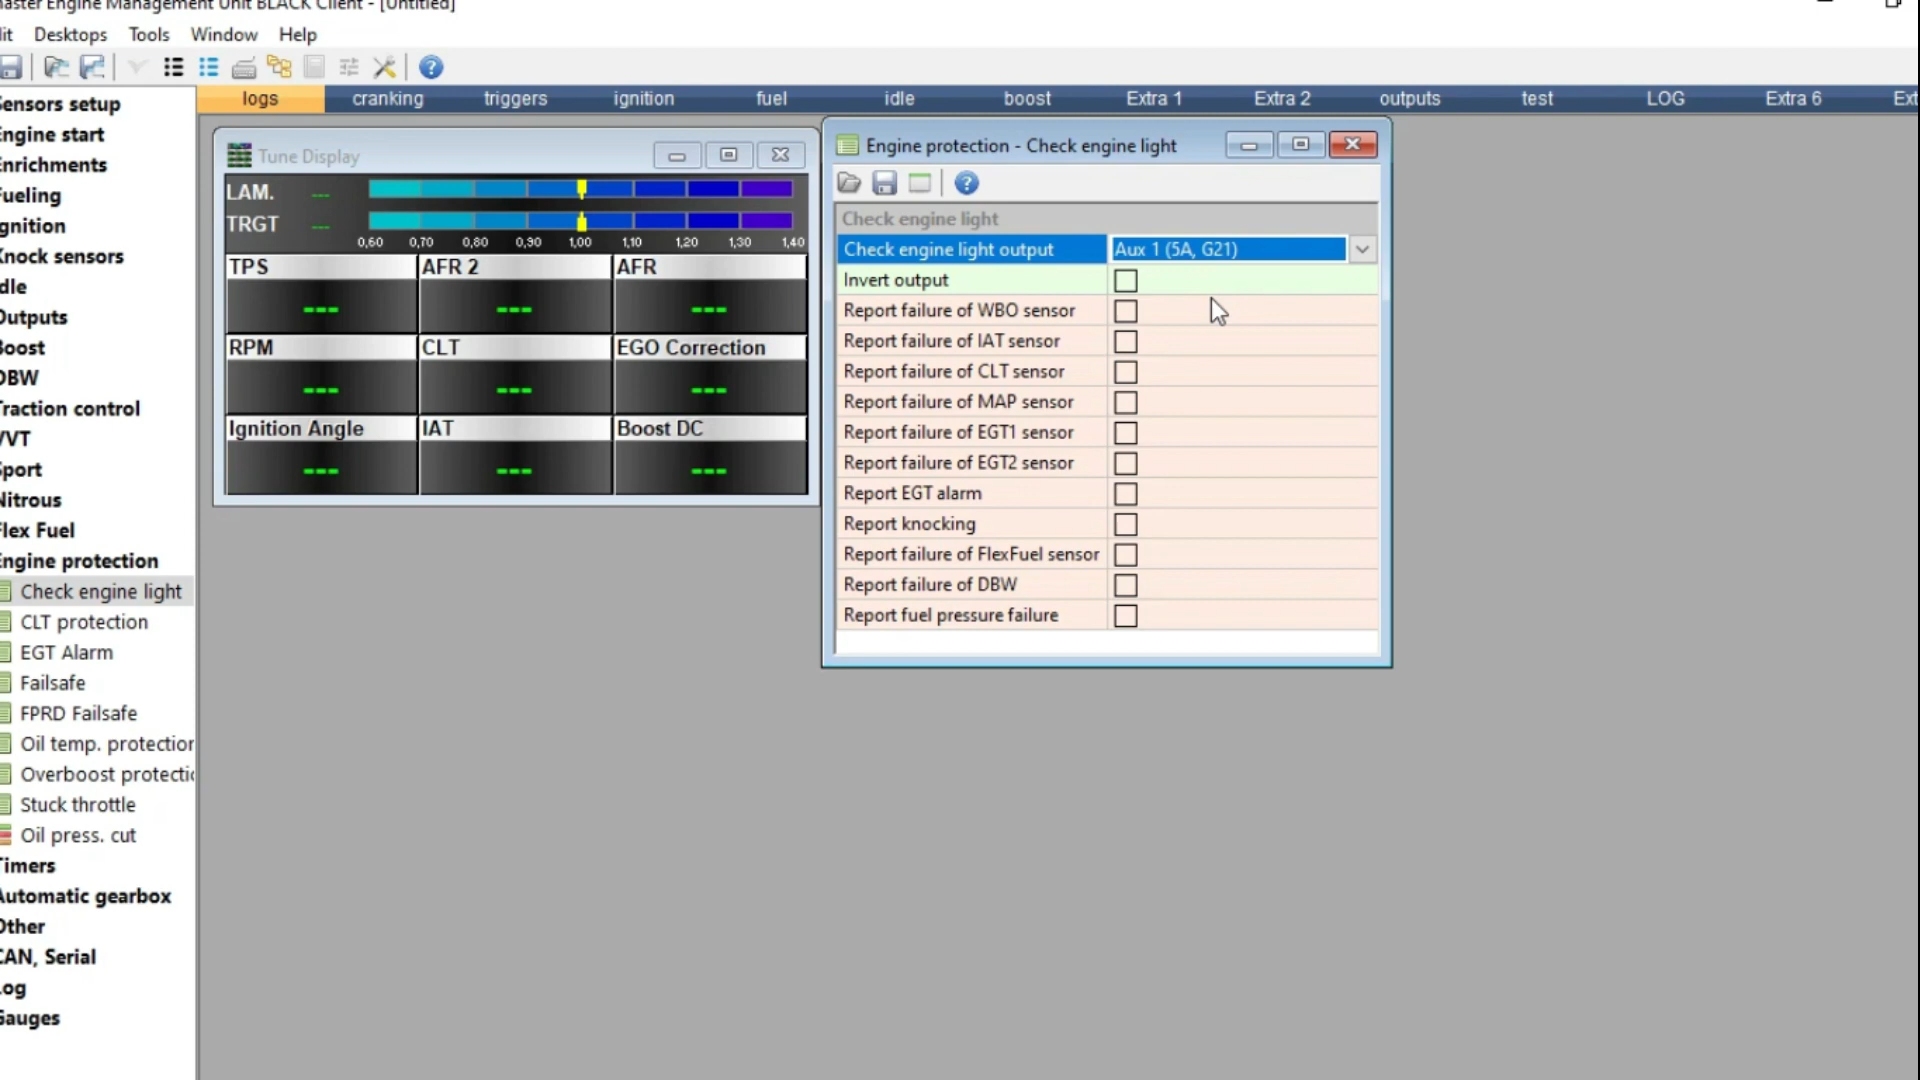 aster Engine Management Unit BLACK Client - [Untitled]
it Desktops Tools Window Help
logs cranking triggers ignition fuel idle boost Extra 1 Extra 2 outputs test LOG Extra 6 Ext
ensors setup
ngine start
nrichments
ueling
gnition
nock sensors
dle
Outputs
oost
DBW
raction control
VVT
port
Nitrous
lex Fuel
ngine protection
Check engine light
CLT protection
EGT Alarm
Failsafe
FPRD Failsafe
Oil temp. protection
Overboost protectic
Stuck throttle
Oil press. cut
Timers
Automatic gearbox
Other
CAN, Serial
og
Gauges
Tune Display
LAM. ---
TRGT ---
0,60 0,70 0,80 0,90 1,00 1,10 1,20 1,30 1,40
TPS AFR 2 AFR
--- --- ---
RPM CLT EGO Correction
--- --- ---
Ignition Angle IAT Boost DC
--- --- ---
Engine protection - Check engine light
Check engine light
Check engine light output Aux 1 (5A, G21)
Invert output
Report failure of WBO sensor
Report failure of IAT sensor
Report failure of CLT sensor
Report failure of MAP sensor
Report failure of EGT1 sensor
Report failure of EGT2 sensor
Report EGT alarm
Report knocking
Report failure of FlexFuel sensor
Report failure of DBW
Report fuel pressure failure